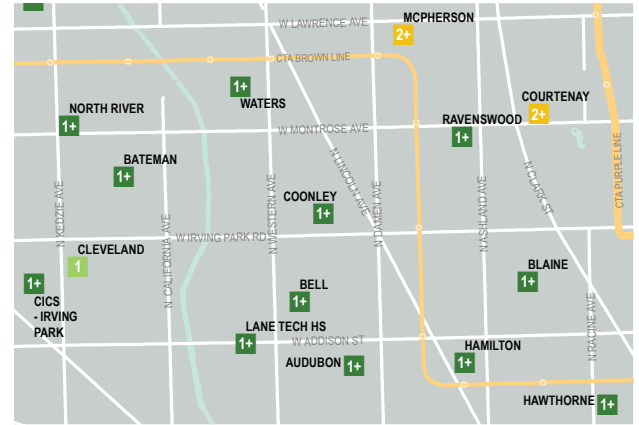 W LAWRENCE AVE
MCPHERSON
2+
CTA BROWN LINE
1+
WATERS
NORTH RIVER
1+
COURTENAY
2+
RAVENSWOOD
1+
W MONTROSE AVE
BATEMAN
1+
N LINCOLN AVE
N DAMEN AVE
N CLARK ST
CTA PURPLE LINE
N KEDZIE AVE
N CALIFORNIA AVE
N WESTERN AVE
N ASHLAND AVE
COONLEY
1+
W IRVING PARK RD
CLEVELAND
1
1+
CICS
- IRVING
PARK
BELL
1+
BLAINE
1+
N RACINE AVE
LANE TECH HS
1+
W ADDISON ST
AUDUBON
1+
HAMILTON
1+
HAWTHORNE
1+